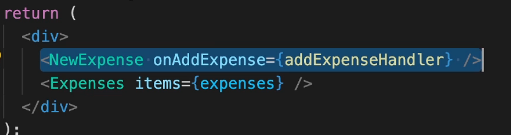 return (
<div>
<NewExpense onAddExpense={addExpenseHandler} />
<Expenses items={expenses} />
</div>
);